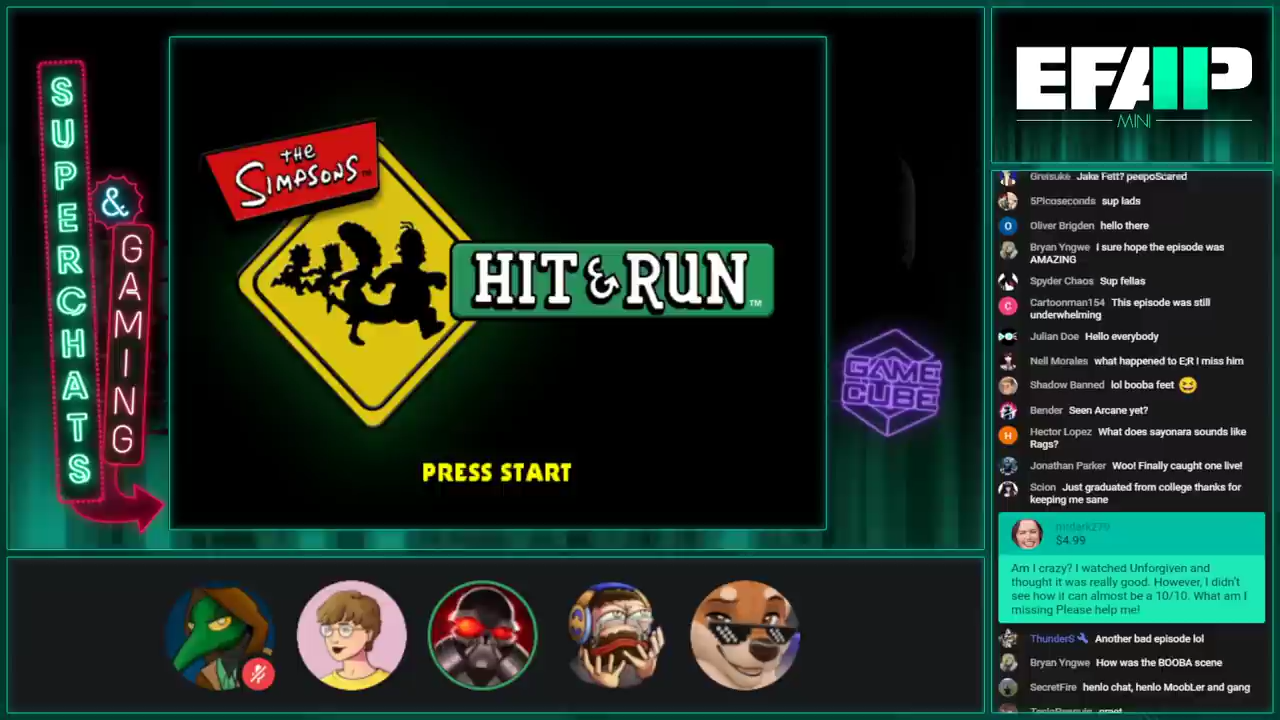 SUPERCHATS
&
GAMING
THE
SIMPSONS
HIT & RUN
TM
PRESS START
GAME
CUBE
EFAP
MINI
Greisuke Jake Fett? peepoScared
5Picoseconds sup lads
O Oliver Brigden hello there
Bryan Yngwe I sure hope the episode was
AMAZING
Spyder Chaos Sup fellas
C Cartoonman154 This episode was still
underwhelming
Julian Doe Hello everybody
Neil Morales what happened to E;R I miss him
Shadow Banned lol booba feet 😆
Bender Seen Arcane yet?
H Hector Lopez What does sayonara sounds like
Rags?
Jonathan Parker Woo! Finally caught one live!
Scion Just graduated from college thanks for
keeping me sane
$4.99
Am I crazy? I watched Unforgiven and
thought it was really good. However, I didn't
see how it can almost be a 10/10. What am I
missing Please help me!
ThunderS Another bad episode lol
Bryan Yngwe How was the BOOBA scene
SecretFire henlo chat, henlo MoobLer and gang